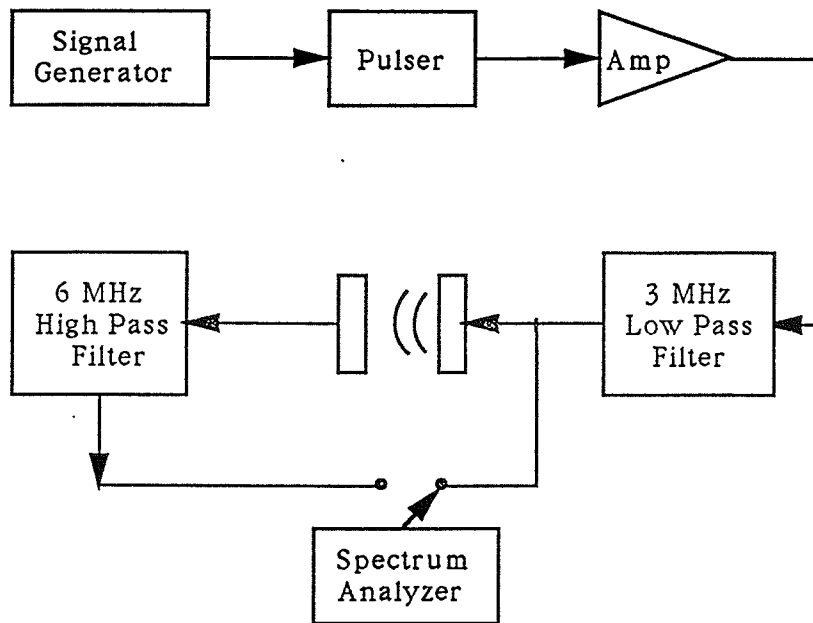 Signal
Generator
Pulser
Amp
6 MHz
High Pass
Filter
3 MHz
Low Pass
Filter
Spectrum
Analyzer